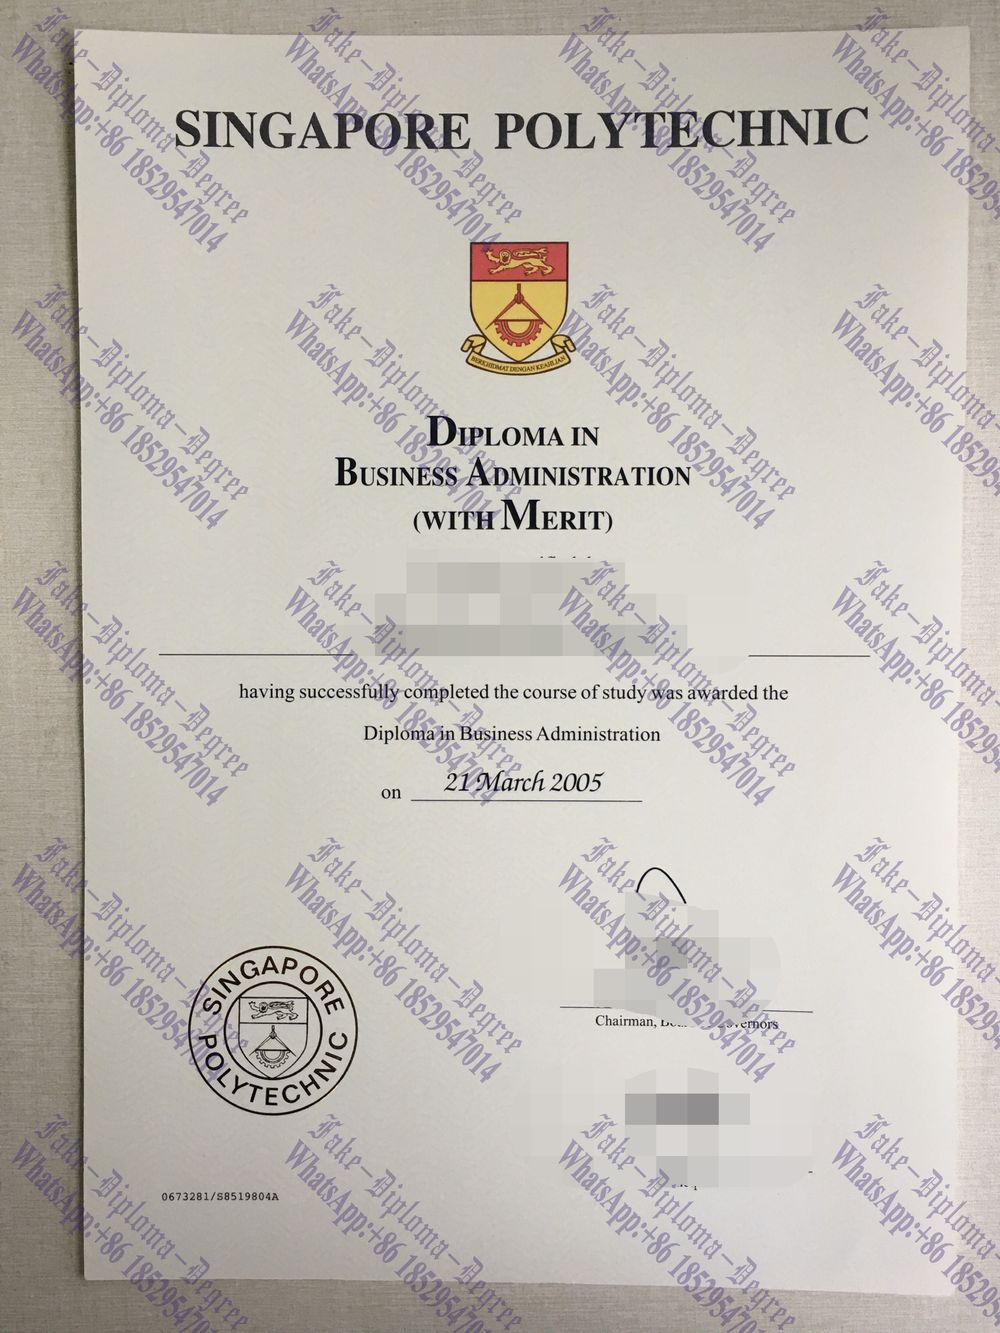 SINGAPORE POLYTECHNIC
BERKHIDMAT DENGAN KEAHLIAN
DIPLOMA IN
BUSINESS ADMINISTRATION
(WITH MERIT)
having successfully completed the course of study was awarded the
Diploma in Business Administration
on 21 March 2005
Chairman, Governors
SINGAPORE POLYTECHNIC
0673281/S8519804A
Fake-Diploma-Degree
WhatsApp:+86 18529547014